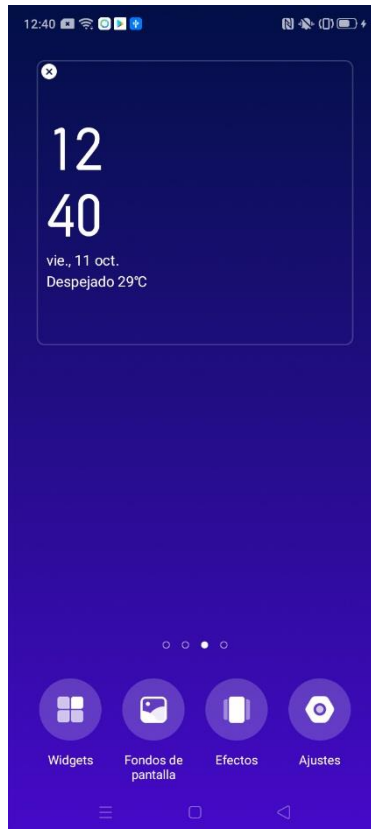 12:40
12
40
vie., 11 oct.
Despejado 29°C
Widgets
Fondos de
pantalla
Efectos
Ajustes